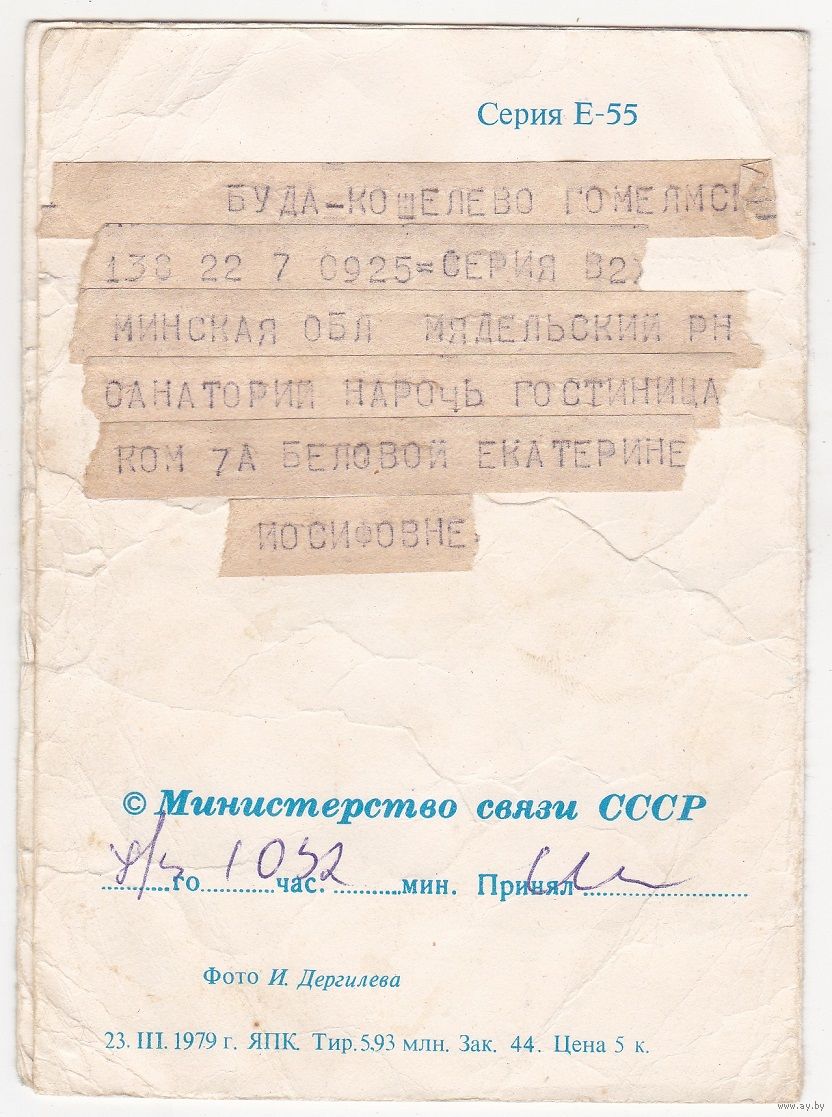 Серия Е-55
БУДА-КОШЕЛЕВО
138 22 7 0925=СЕРИЯ В2
МИНСКАЯ ОБЛ МЯДЕЛЬСКИЙ РН
САНАТОРИЙ НАРОЧЬ ГОСТИНИЦА
КОМ 7А БЕЛОВОЙ ЕКАТЕРИНЕ
ИОСИФОВНЕ
© Министерство связи СССР
го 10 час. 32 мин. Принял
Фото И. Дергилева
23. III. 1979 г. ЯПК. Тир. 5,93 млн. Зак. 44. Цена 5 к.
www.ay.by